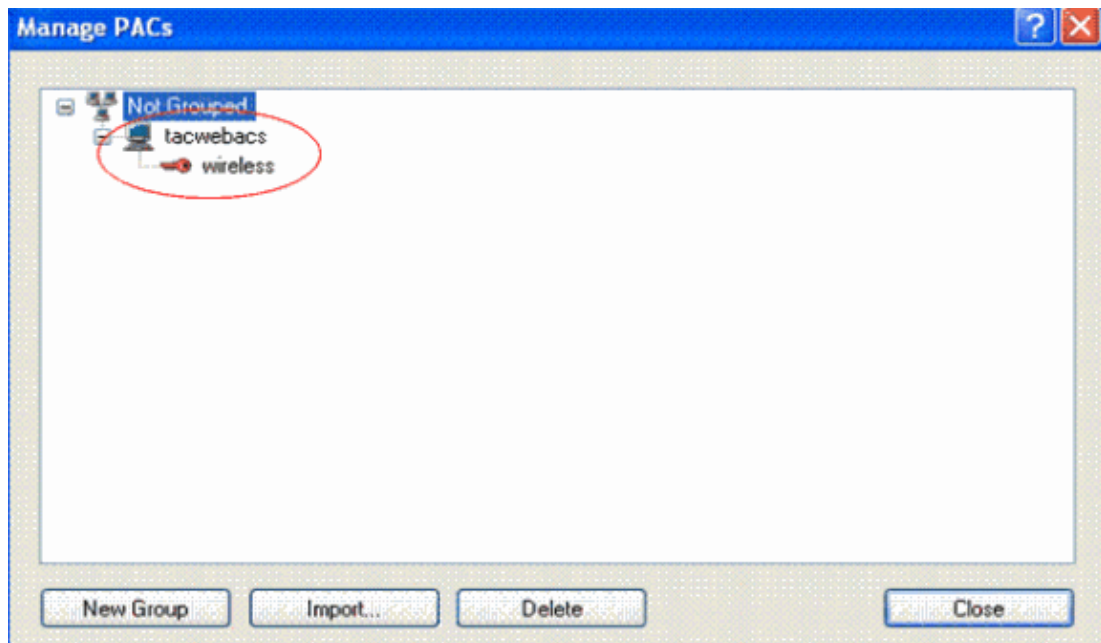 Manage PACs
Not Grouped
tacwebacs
wireless
New Group
Import...
Delete
Close